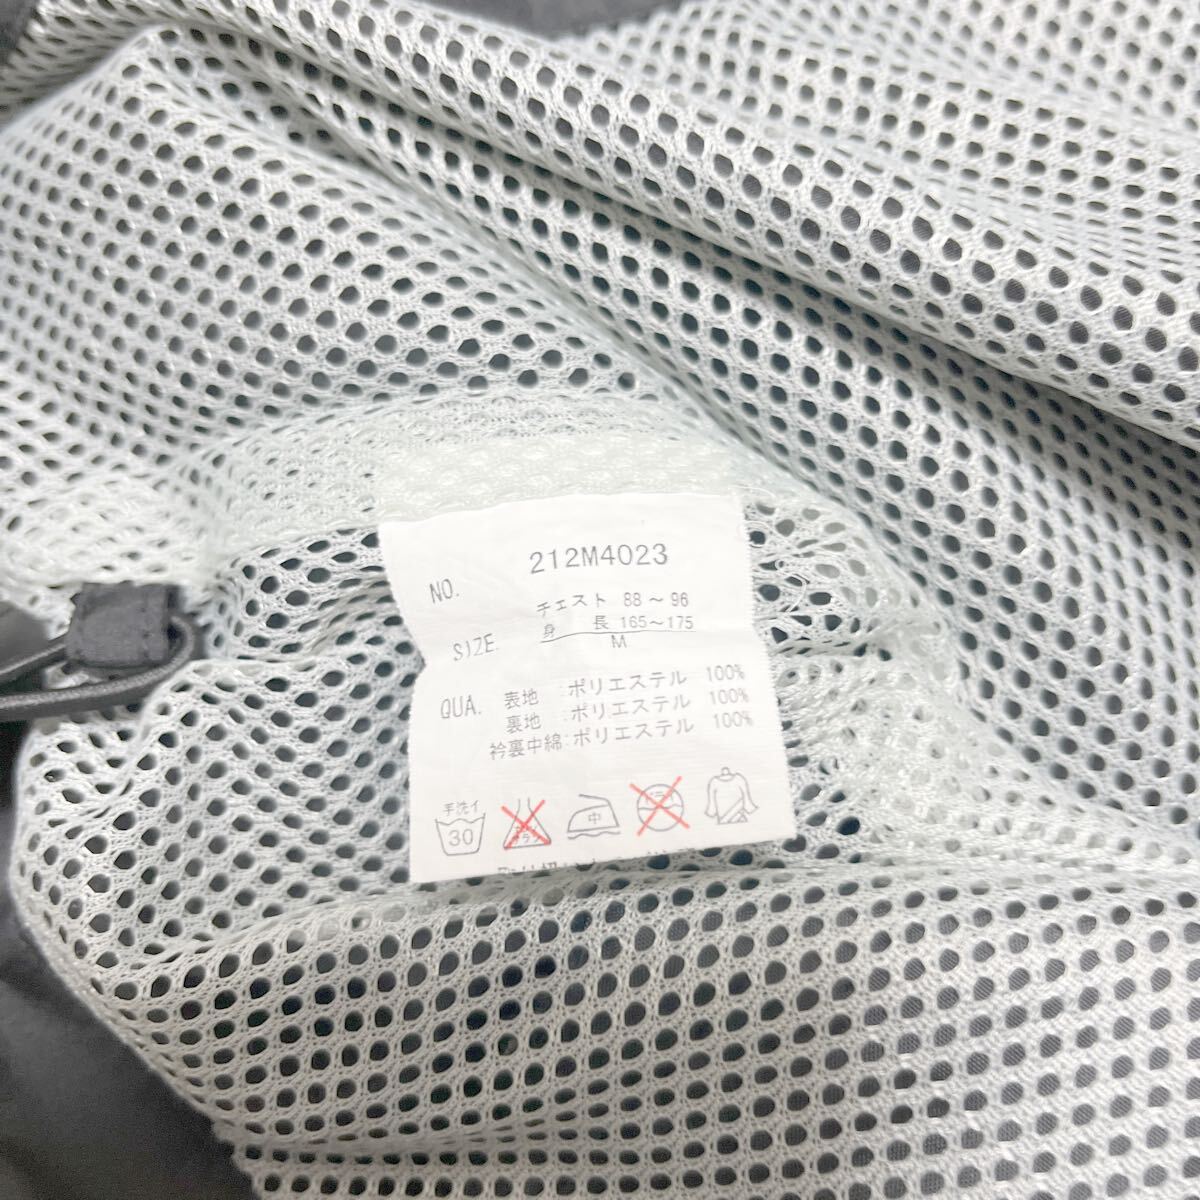 NO. 212M4023
SIZE. チェスト 88～96
身長 165～175
M
QUA. 表地:ポリエステル 100%
裏地:ポリエステル 100%
衿裏中綿:ポリエステル 100%
手洗イ
30
中